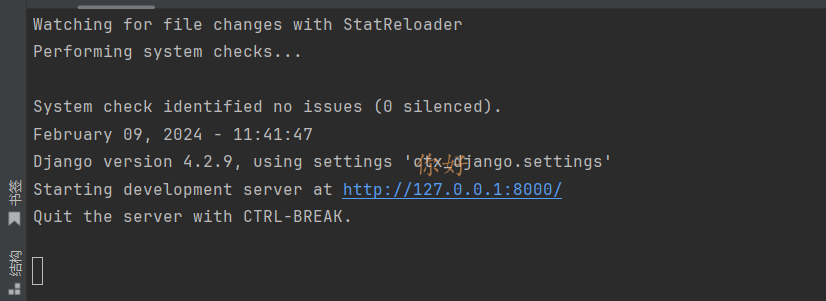 Watching for file changes with StatReloader
Performing system checks...
System check identified no issues (0 silenced).
February 09, 2024 - 11:41:47
Django version 4.2.9, using settings 'ctx_django.settings'
你好
Starting development server at http://127.0.0.1:8000/
Quit the server with CTRL-BREAK.
书签
结构